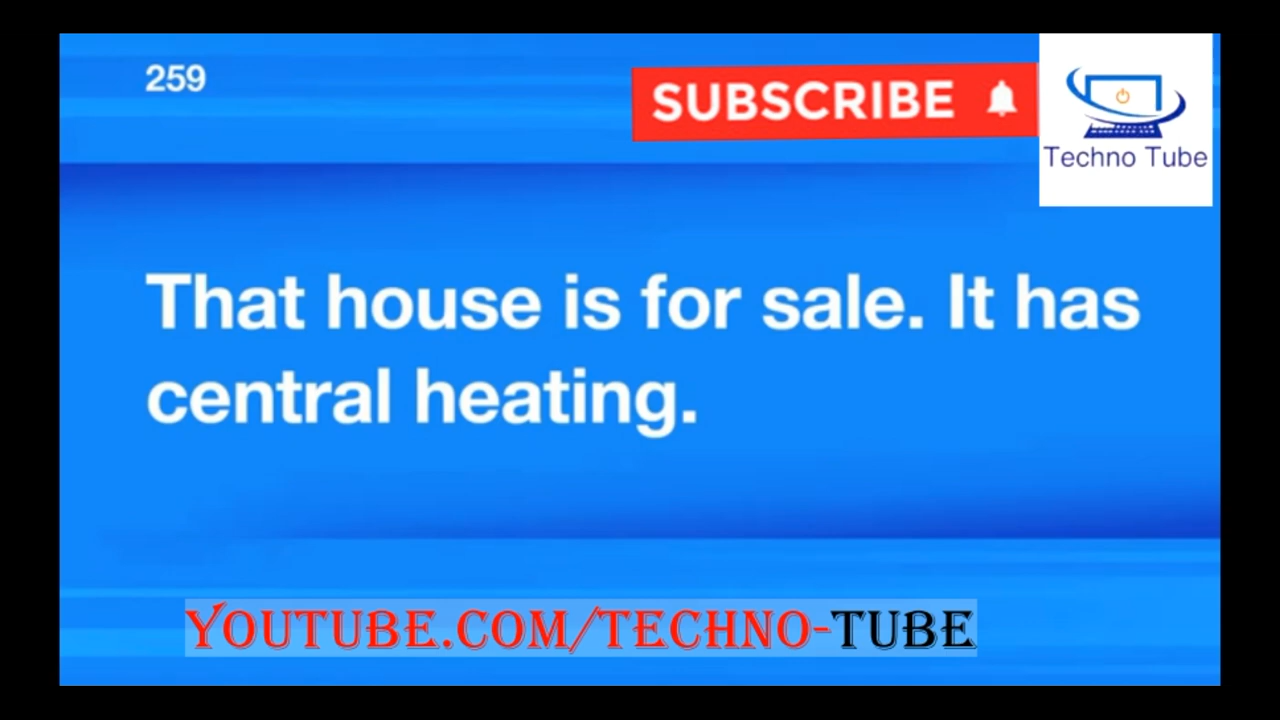 259
SUBSCRIBE
Techno Tube
That house is for sale. It has
central heating.
YOUTUBE.COM/TECHNO-TUBE